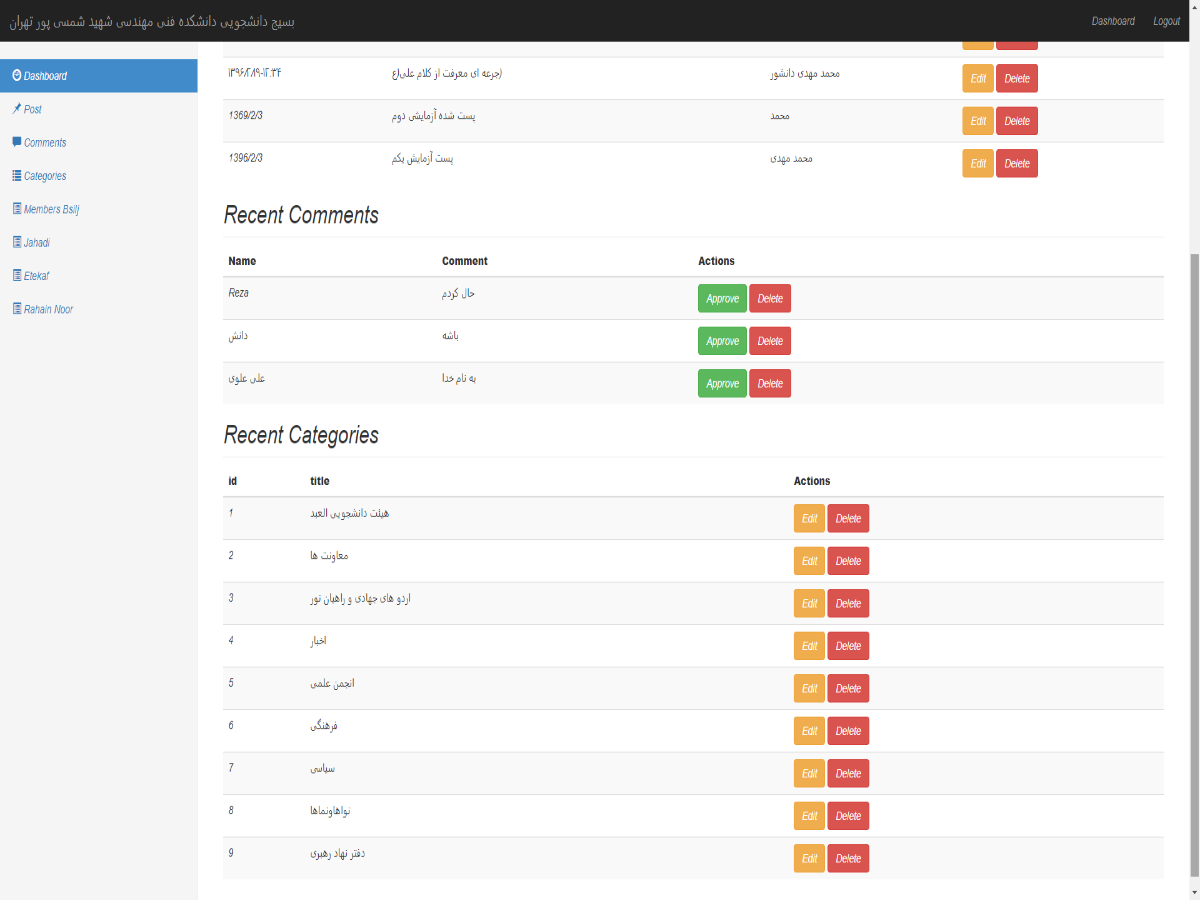 بسیج دانشجویی دانشکده فنی مهندسی شهید شمسی پور تهران
Dashboard Logout
Dashboard
Post
Comments
Categories
Members Bsiij
Jahadi
Etekaf
Rahain Noor
۱۳۹۶/۲/۸۹-۱۲:۳۴ جرعه ای معرفت از کلام علی(ع) محمد مهدی دانشور Edit Delete
1369/2/3 پست شده آزمایشی دوم محمد Edit Delete
1396/2/3 پست آزمایش یکم محمد مهدی Edit Delete
Recent Comments
Name Comment Actions
Reza حال کردم Approve Delete
دانش باشه Approve Delete
علی علوی به نام خدا Approve Delete
Recent Categories
id title Actions
1 هیئت دانشجویی العبد Edit Delete
2 معاونت ها Edit Delete
3 اردو های جهادی و راهیان نور Edit Delete
4 اخبار Edit Delete
5 انجمن علمی Edit Delete
6 فرهنگی Edit Delete
7 سیاسی Edit Delete
8 نواهاونماها Edit Delete
9 دفتر نهاد رهبری Edit Delete